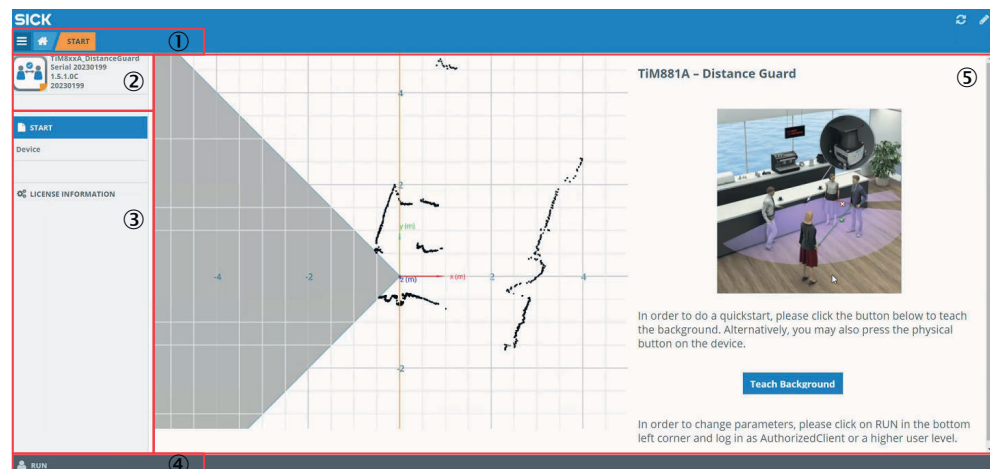 SICK
START
①
TiM8xxA_DistanceGuard
Serial 20230199
1.5.1.0C
20230199
②
START
Device
LICENSE INFORMATION
③
4
2
y (m)
-4
-2
z (m)
x (m)
2
4
-2
⑤
TiM881A – Distance Guard
In order to do a quickstart, please click the button below to teach
the background. Alternatively, you may also press the physical
button on the device.
Teach Background
In order to change parameters, please click on RUN in the bottom
left corner and log in as AuthorizedClient or a higher user level.
RUN
④